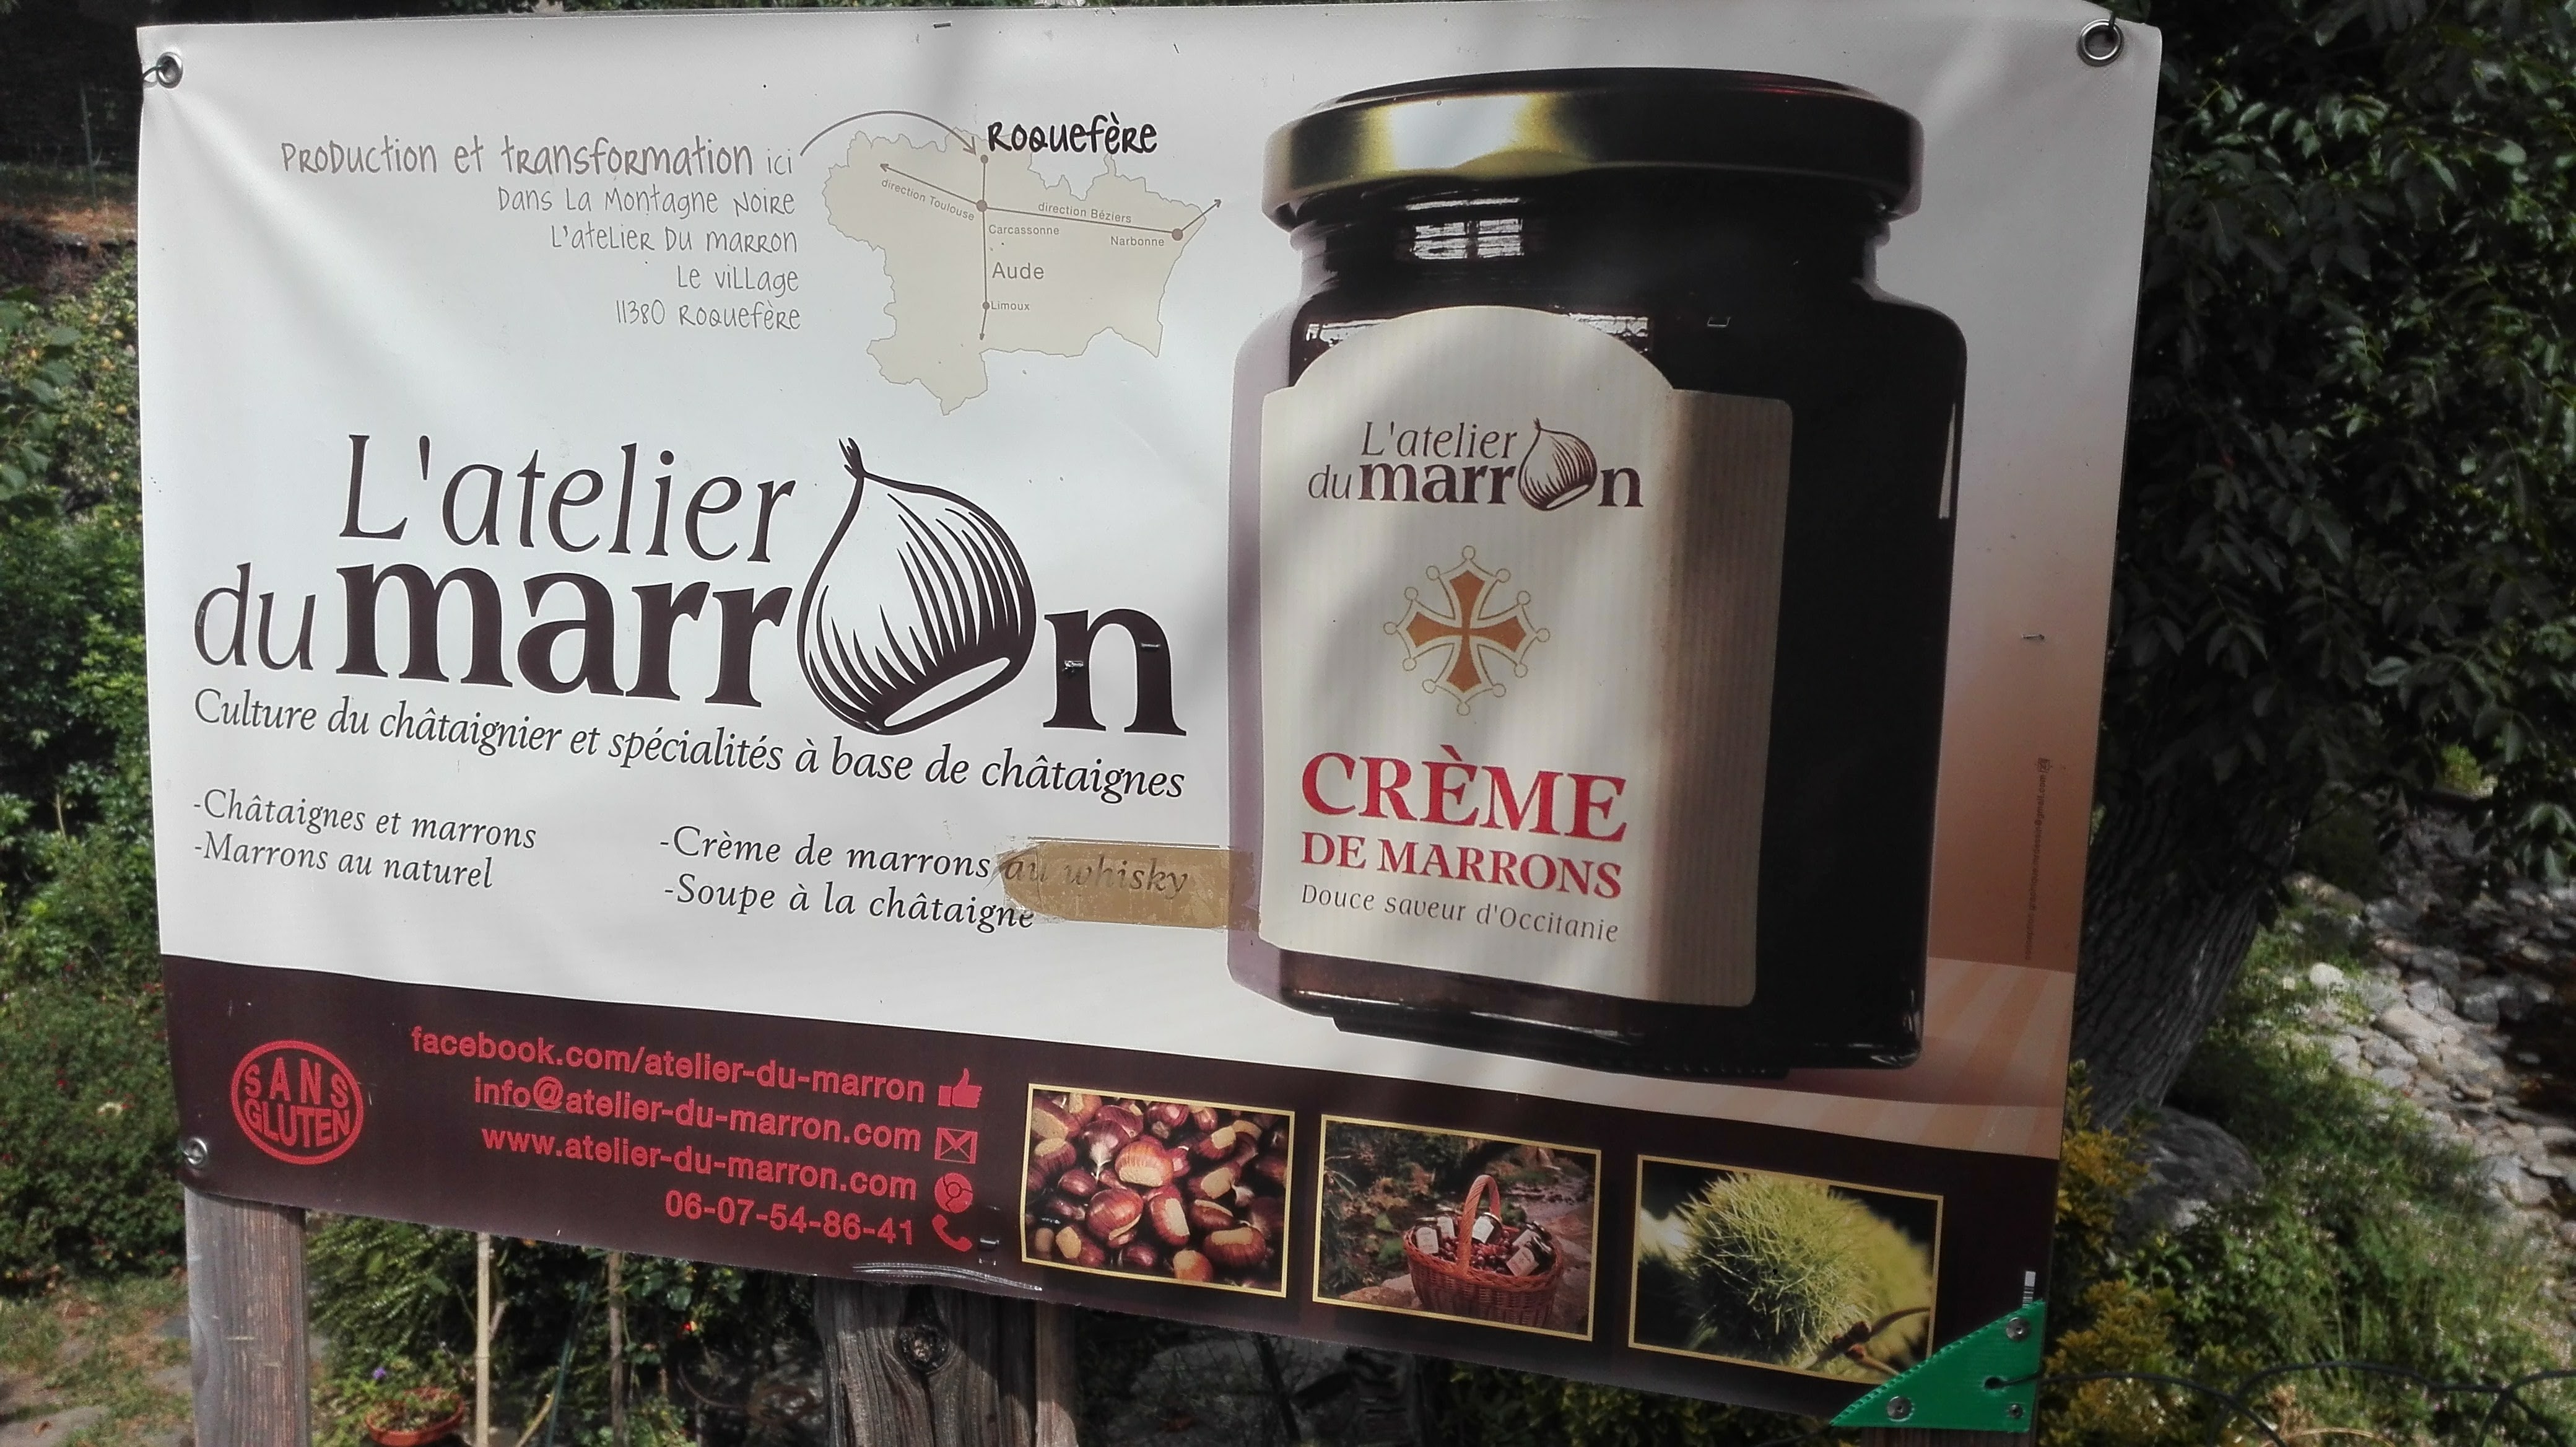 Production et transformation ici
Dans la Montagne Noire
L'atelier du marron
Le village
11380 Roquefère
Roquefère
direction Toulouse
direction Béziers
Carcassonne
Narbonne
Aude
Limoux
L'atelier
du marron
Culture du châtaignier et spécialités à base de châtaignes
-Châtaignes et marrons
-Marrons au naturel
-Crème de marrons au whisky
-Soupe à la châtaigne
L'atelier
du marron
CRÈME
DE MARRONS
Douce saveur d'Occitanie
SANS
GLUTEN
facebook.com/atelier-du-marron
info@atelier-du-marron.com
www.atelier-du-marron.com
06-07-54-86-41